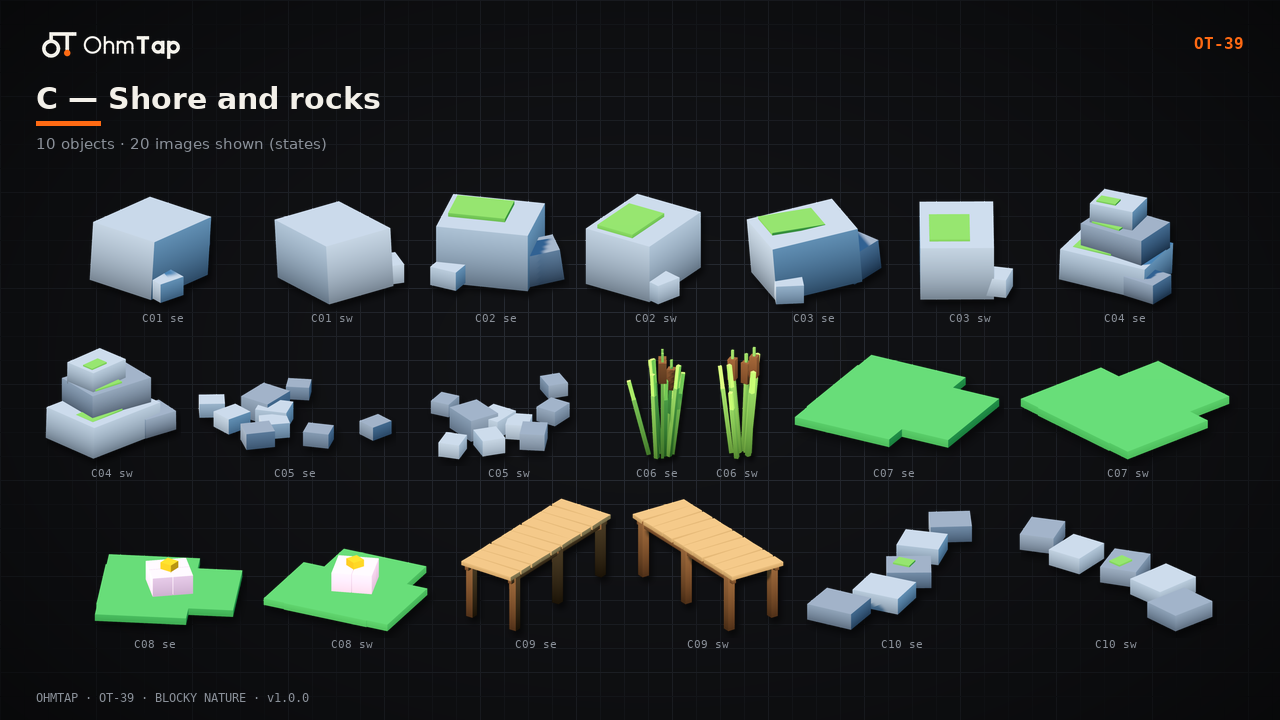 OhmTap
OT-39
C — Shore and rocks
10 objects · 20 images shown (states)
C01 se
C01 sw
C02 se
C02 sw
C03 se
C03 sw
C04 se
C04 sw
C05 se
C05 sw
C06 se
C06 sw
C07 se
C07 sw
C08 se
C08 sw
C09 se
C09 sw
C10 se
C10 sw
OHMTAP · OT-39 · BLOCKY NATURE · v1.0.0